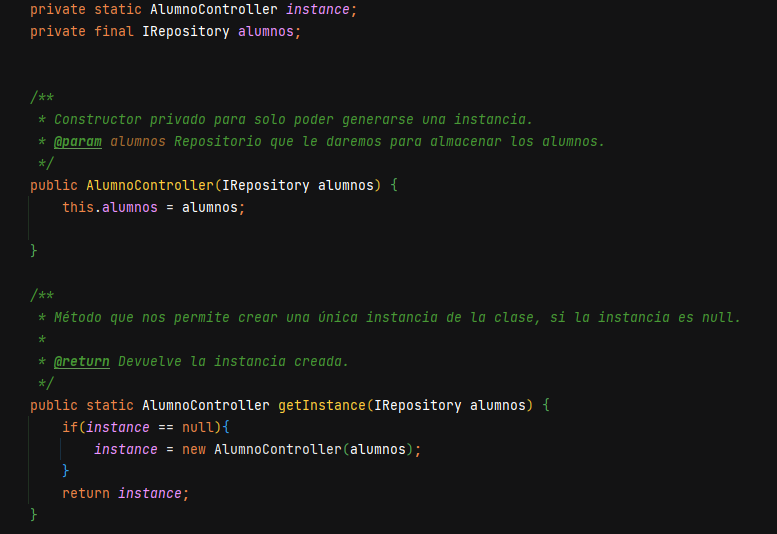 private static AlumnoController instance;
private final IRepository alumnos;
/**
* Constructor privado para solo poder generarse una instancia.
* @param alumnos Repositorio que le daremos para almacenar los alumnos.
*/
public AlumnoController(IRepository alumnos) {
this.alumnos = alumnos;
}
/**
* Método que nos permite crear una única instancia de la clase, si la instancia es null.
*
* @return Devuelve la instancia creada.
*/
public static AlumnoController getInstance(IRepository alumnos) {
if(instance == null){
instance = new AlumnoController(alumnos);
}
return instance;
}